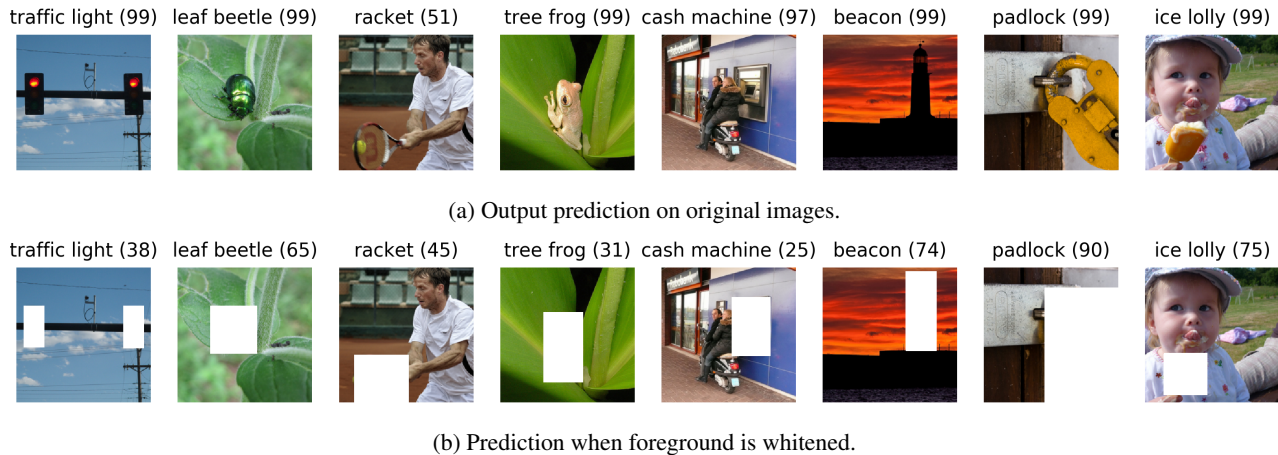 traffic light (99) leaf beetle (99) racket (51) tree frog (99) cash machine (97) beacon (99) padlock (99) ice lolly (99)
(a) Output prediction on original images.
traffic light (38) leaf beetle (65) racket (45) tree frog (31) cash machine (25) beacon (74) padlock (90) ice lolly (75)
(b) Prediction when foreground is whitened.